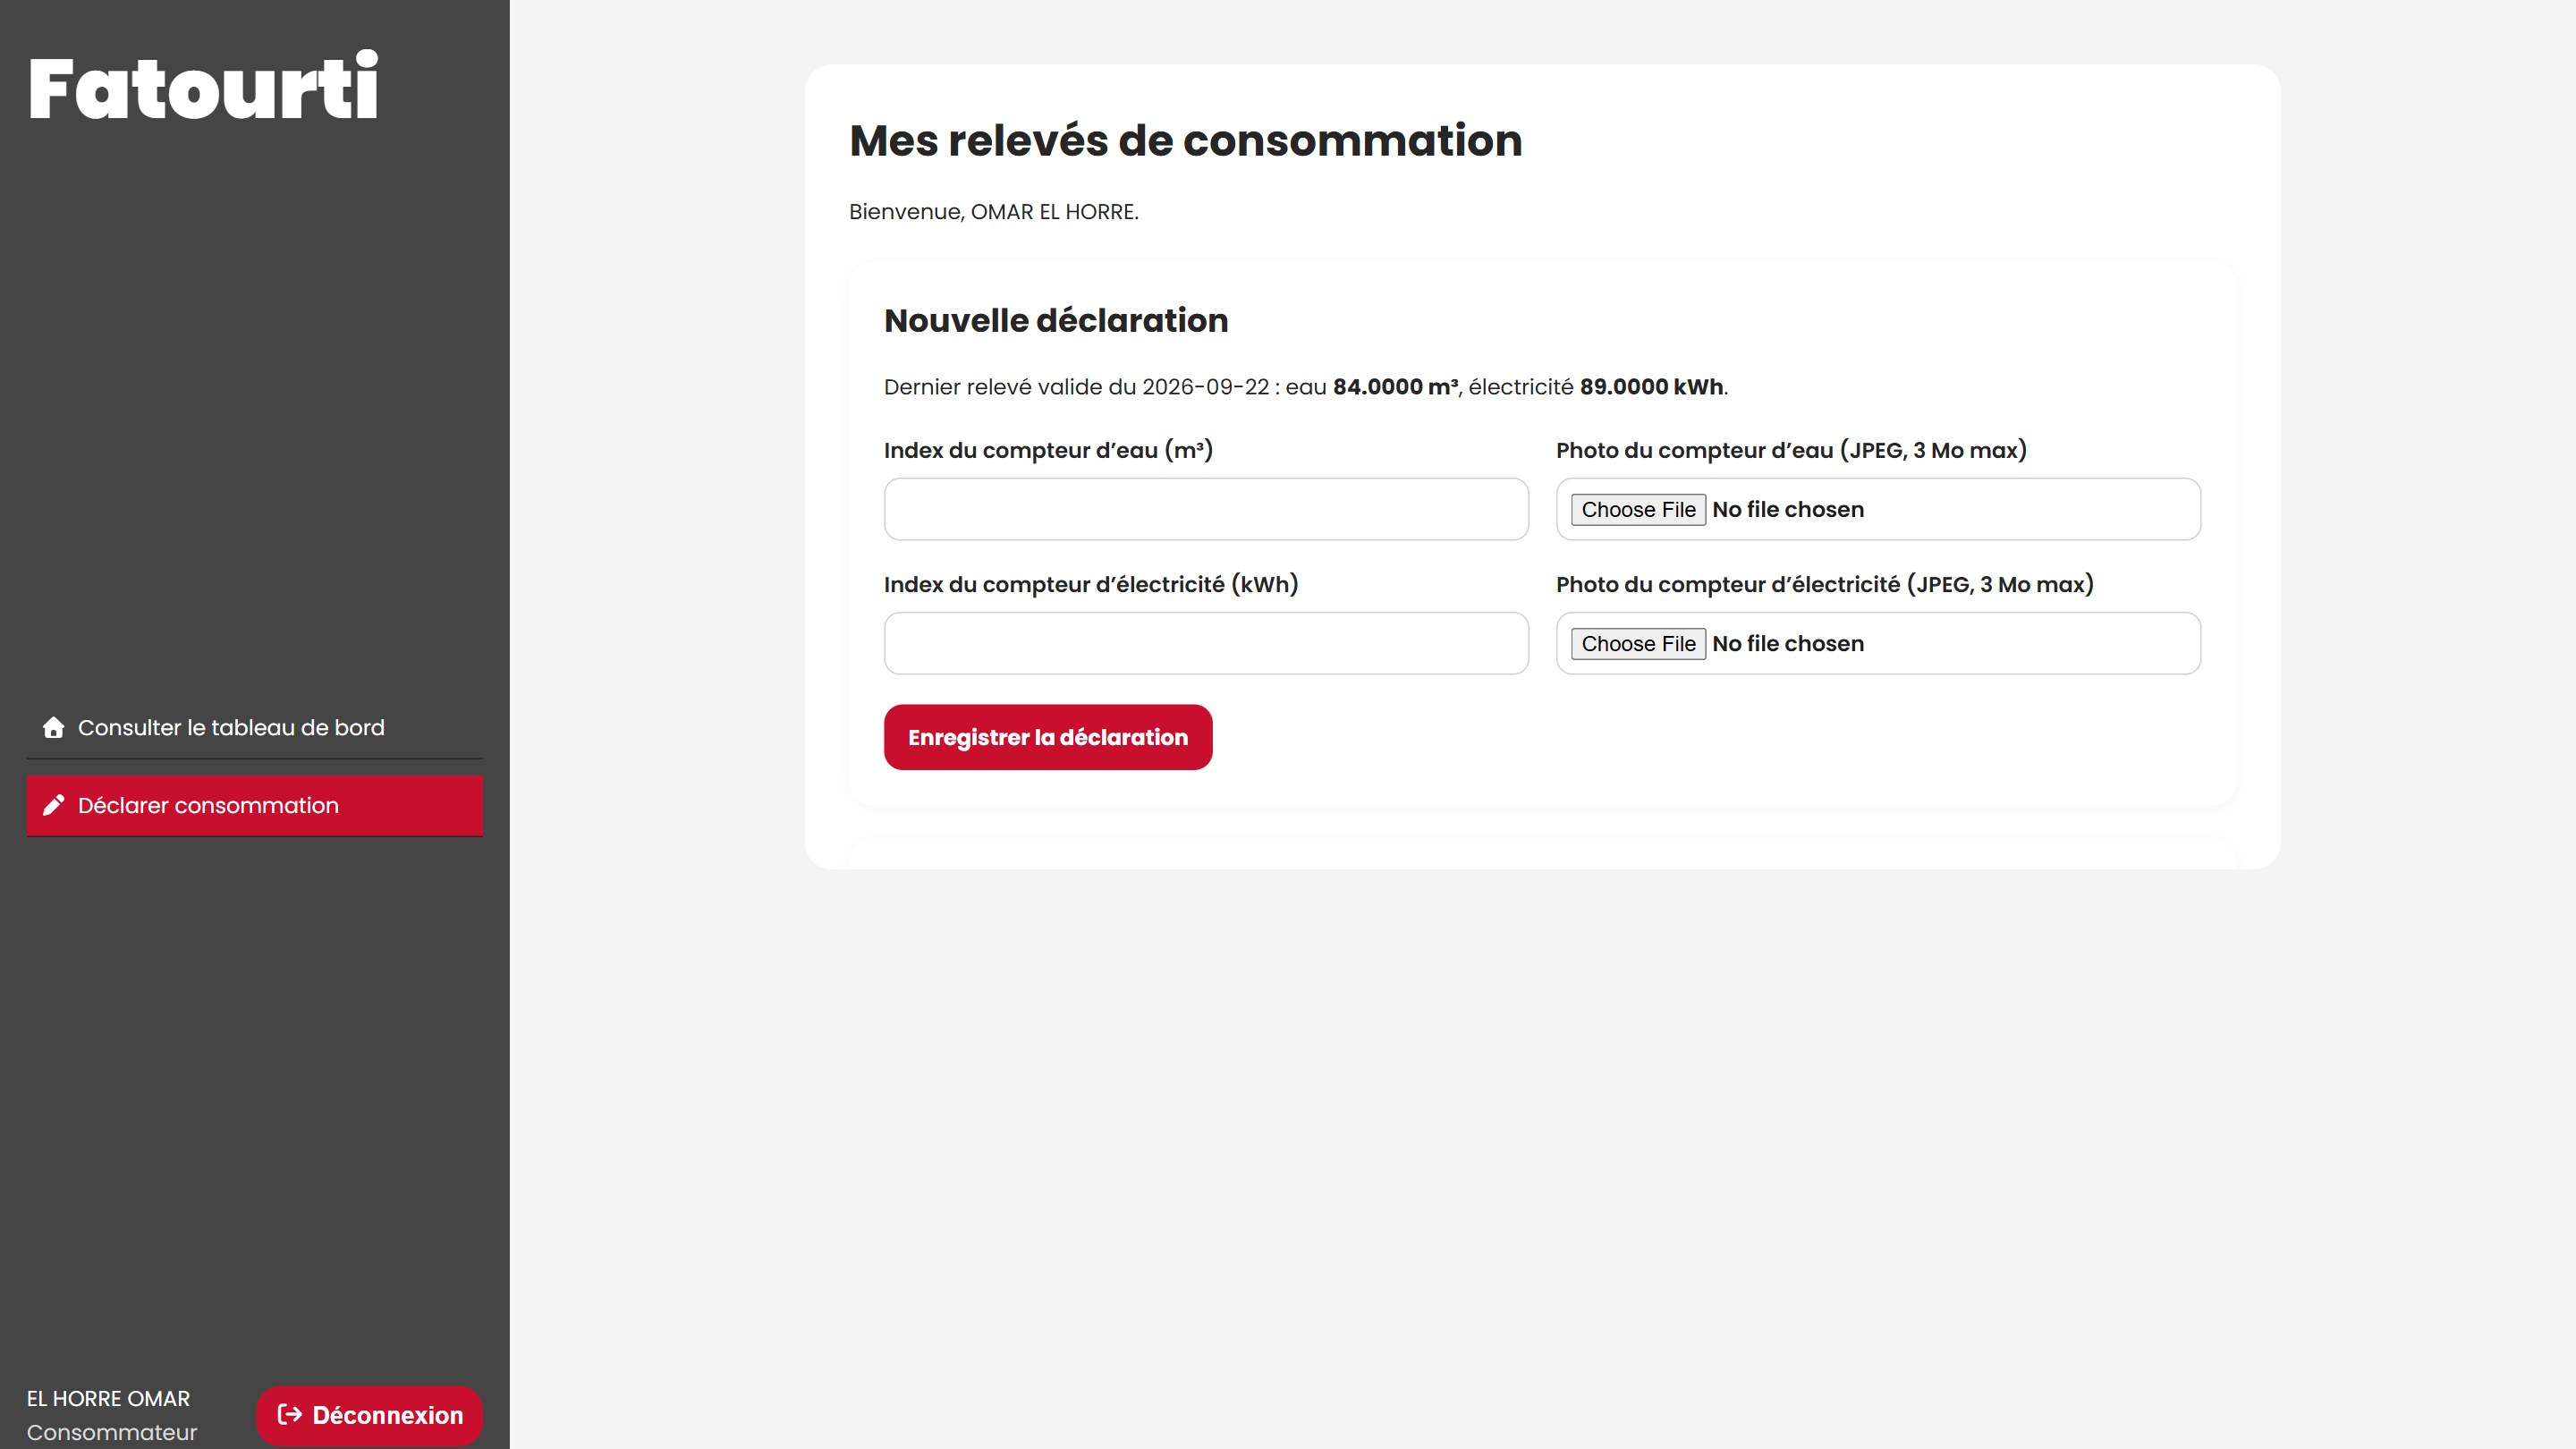 Fatourti
Consulter le tableau de bord
Déclarer consommation
EL HORRE OMAR
Consommateur
Déconnexion
Mes relevés de consommation
Bienvenue, OMAR EL HORRE.
Nouvelle déclaration
Dernier relevé valide du 2026-09-22 : eau 84.0000 m³, électricité 89.0000 kWh.
Index du compteur d’eau (m³)
Photo du compteur d’eau (JPEG, 3 Mo max)
Choose File No file chosen
Index du compteur d’électricité (kWh)
Photo du compteur d’électricité (JPEG, 3 Mo max)
Choose File No file chosen
Enregistrer la déclaration